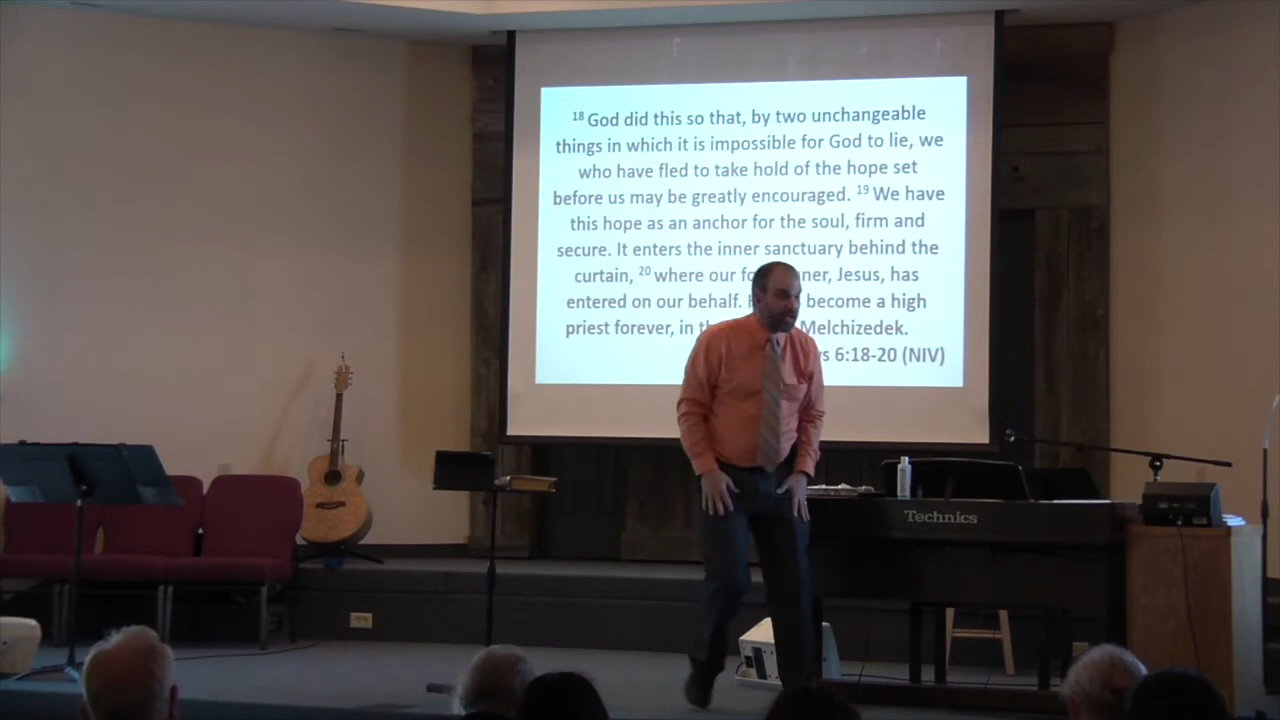 18 God did this so that, by two unchangeable
things in which it is impossible for God to lie, we
who have fled to take hold of the hope set
before us may be greatly encouraged. 19 We have
this hope as an anchor for the soul, firm and
secure. It enters the inner sanctuary behind the
curtain, 20 where our fo nner, Jesus, has
entered on our behalf. H become a high
priest forever, in th Melchizedek.
ws 6:18-20 (NIV)
Technics